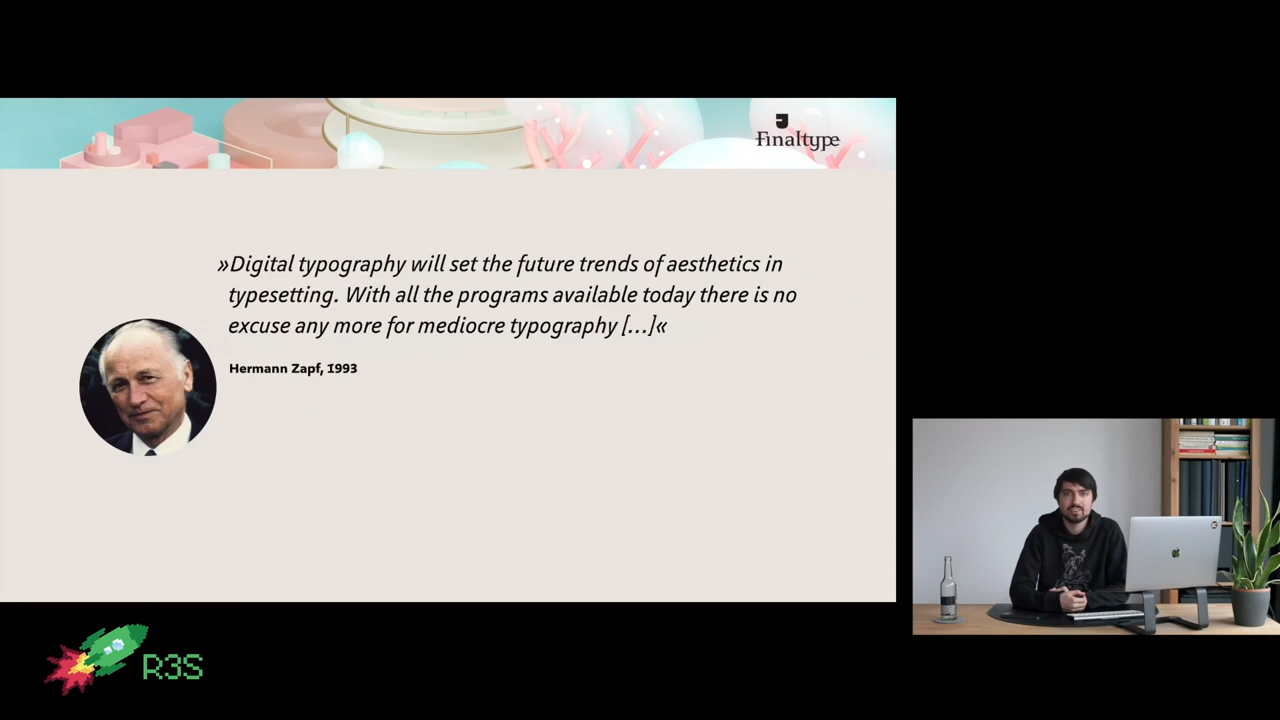 Finaltype
»Digital typography will set the future trends of aesthetics in
typesetting. With all the programs available today there is no
excuse any more for mediocre typography […]«
Hermann Zapf, 1993
R3S